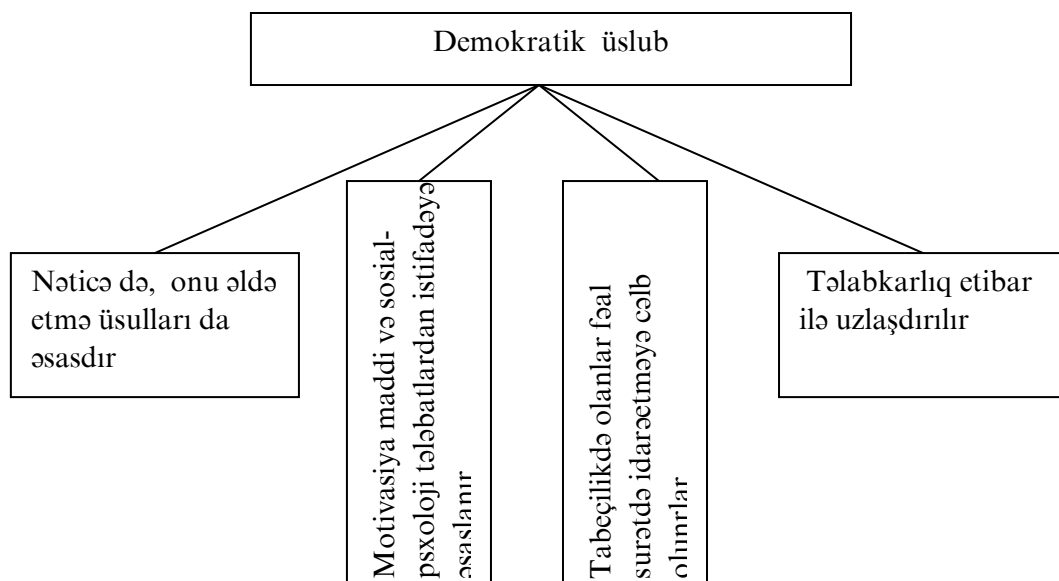 Demokratik üslub
Nəticə də, onu əldə
etmə üsulları da
əsasdır
Motivasiya maddi və sosial-
psxoloji tələbatlardan istifadəyə
əsaslanır
Tabeçilikdə olanlar fəal
surətdə idarəetməyə cəlb
olunurlar
Təlabkarlıq etibar
ilə uzlaşdırılır